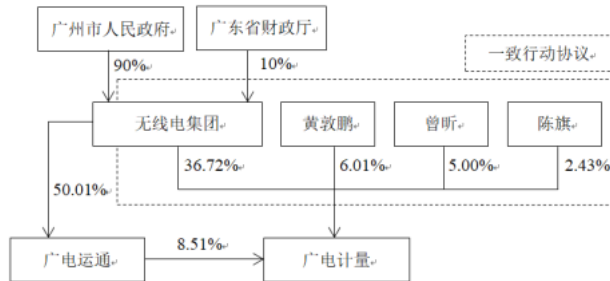 广州市人民政府
广东省财政厅
一致行动协议
90%
10%
无线电集团
黄敦鹏
曾昕
陈旗
36.72%
6.01%
5.00%
2.43%
50.01%
8.51%
广电运通
广电计量